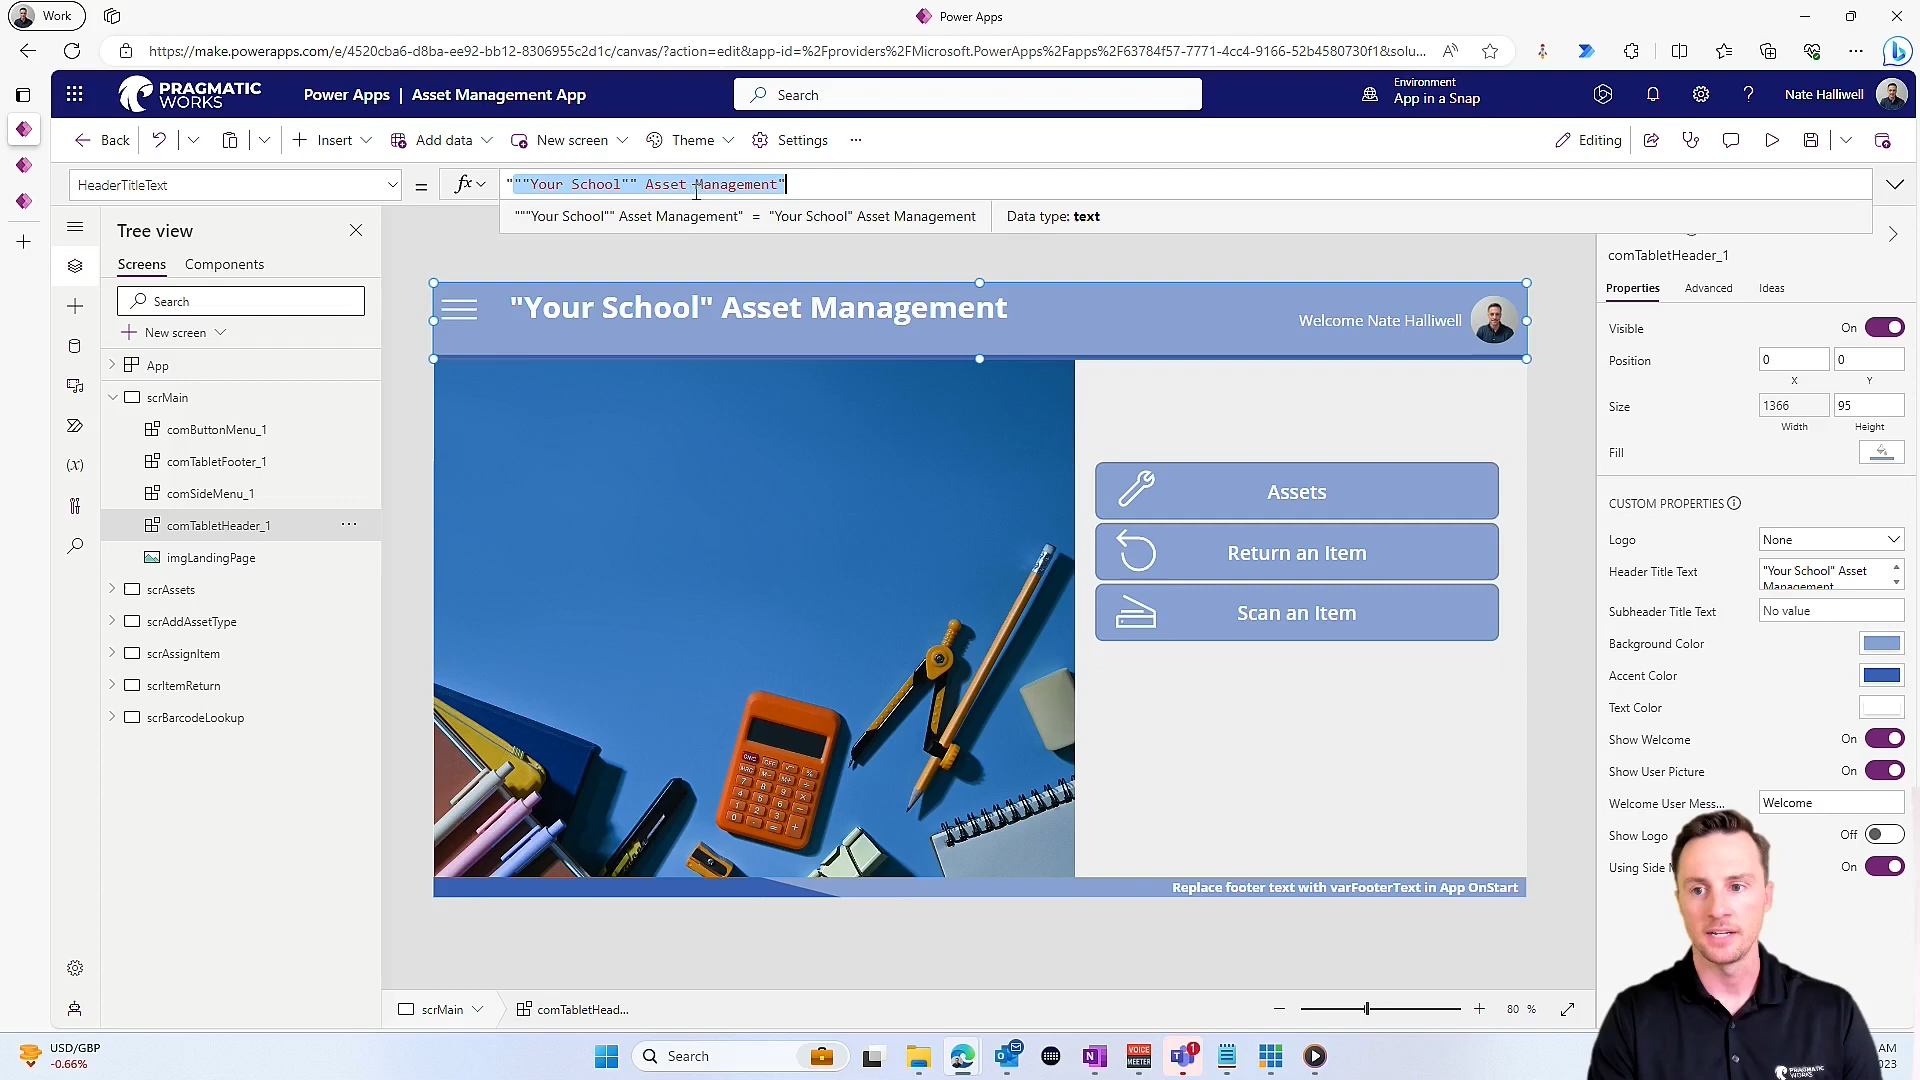 Work
Power Apps
https://make.powerapps.com/e/4520cba6-d8ba-ee92-bb12-8306955c2d1c/canvas/?action=edit&app-id=%2Fproviders%2FMicrosoft.PowerApps%2Fapps%2F63784f57-7771-4cc4-9166-52b4580730f1&solu...
PRAGMATIC WORKS
Power Apps | Asset Management App
Search
Environment
App in a Snap
Nate Halliwell
Back
Insert
Add data
New screen
Theme
Settings
Editing
HeaderTitleText
=
fx
"""Your School"" Asset Management"
"""Your School"" Asset Management" = "Your School" Asset Management
Data type: text
Tree view
Screens
Components
Search
New screen
App
scrMain
comButtonMenu_1
comTabletFooter_1
comSideMenu_1
comTabletHeader_1
imgLandingPage
scrAssets
scrAddAssetType
scrAssignItem
scrItemReturn
scrBarcodeLookup
"Your School" Asset Management
Welcome Nate Halliwell
Assets
Return an Item
Scan an Item
Replace footer text with varFooterText in App OnStart
comTabletHeader_1
Properties
Advanced
Ideas
Visible
On
Position
0
0
X
Y
Size
1366
95
Width
Height
Fill
CUSTOM PROPERTIES
Logo
None
Header Title Text
"Your School" Asset
Management
Subheader Title Text
No value
Background Color
Accent Color
Text Color
Show Welcome
On
Show User Picture
On
Welcome User Mess...
Welcome
Show Logo
Off
Using Side
On
scrMain
comTabletHead...
80 %
USD/GBP
-0.66%
Search
VOICE
MEETER
1
AM
PRAGMATIC
WORKS